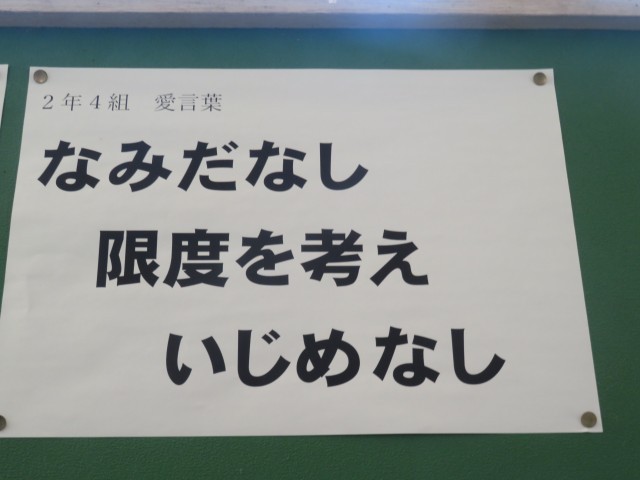 ２年４組　愛言葉
なみだなし
限度を考え
いじめなし